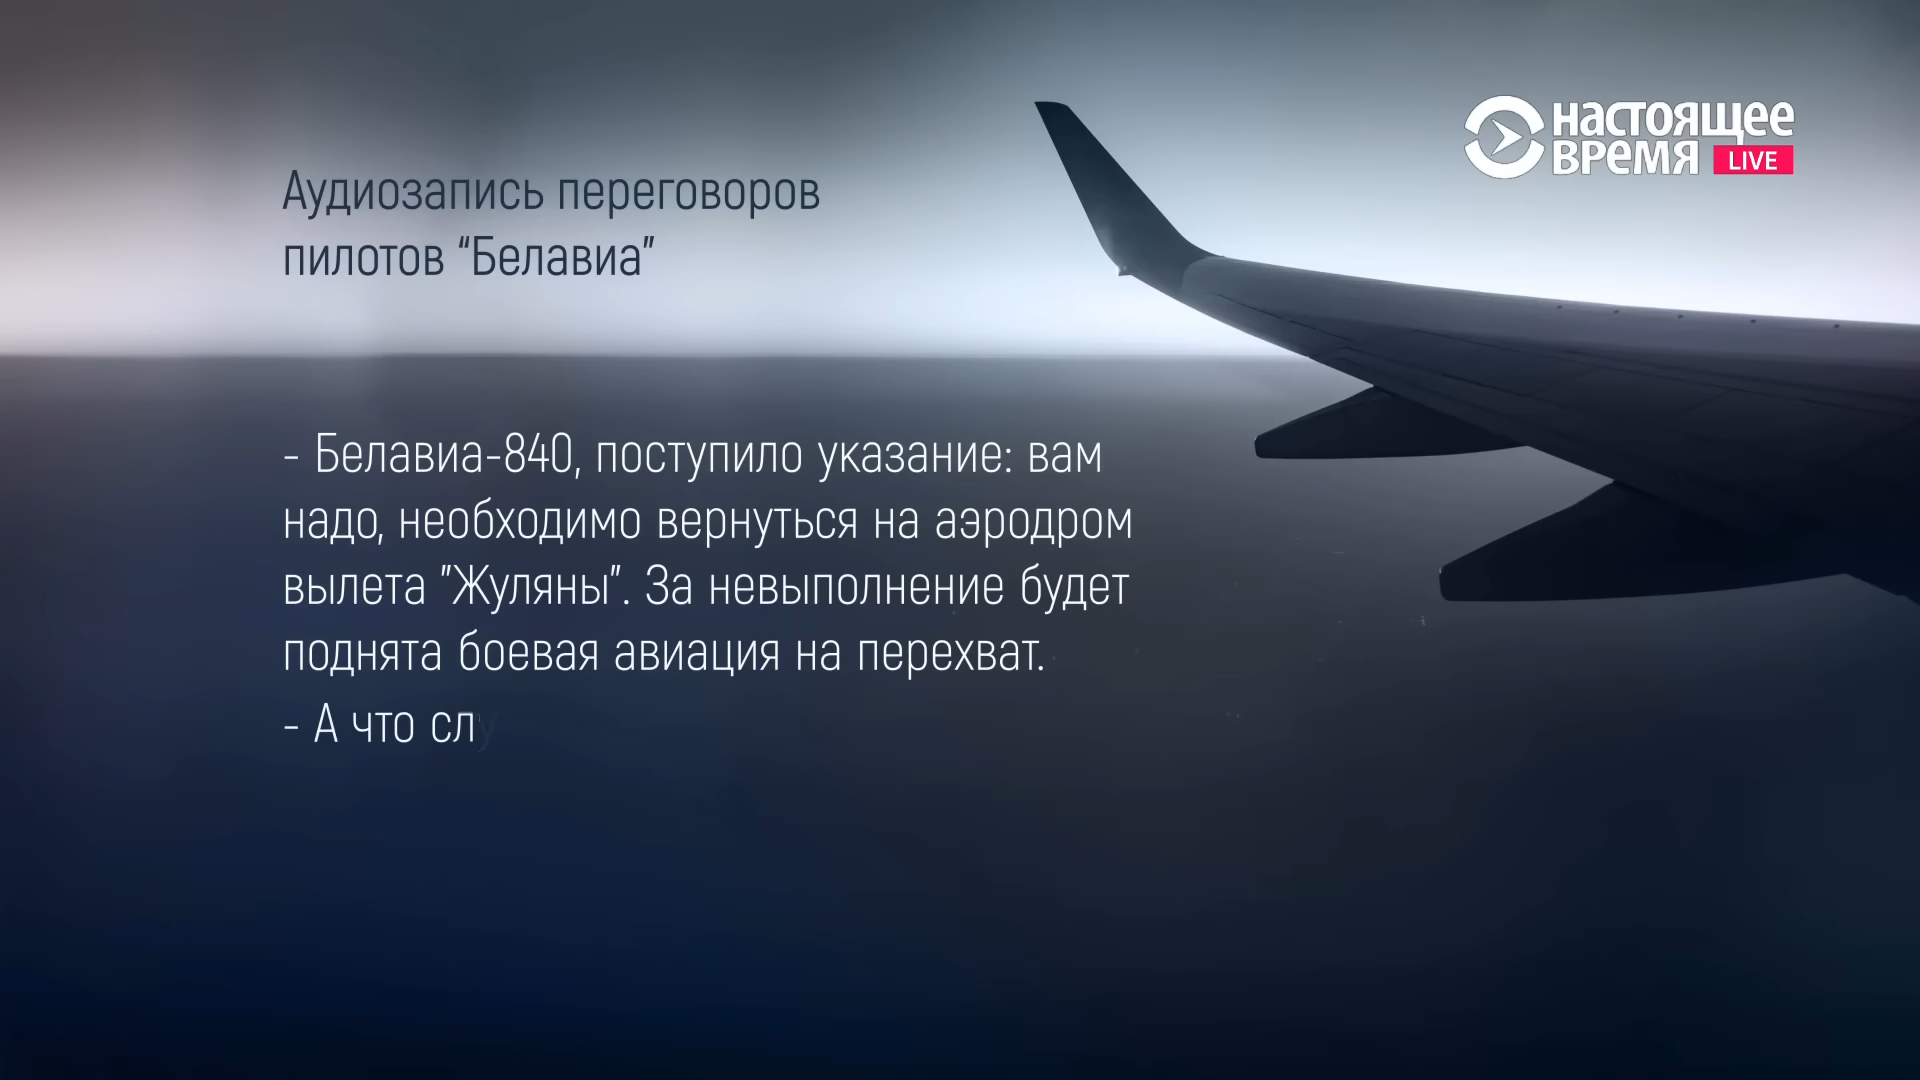 НАСТОЯЩЕЕ
ВРЕМЯ LIVE
Аудиозапись переговоров
пилотов “Белавиа”
- Белавиа-840, поступило указание: вам
надо, необходимо вернуться на аэродром
вылета "Жуляны". За невыполнение будет
поднята боевая авиация на перехват.
- А что слу